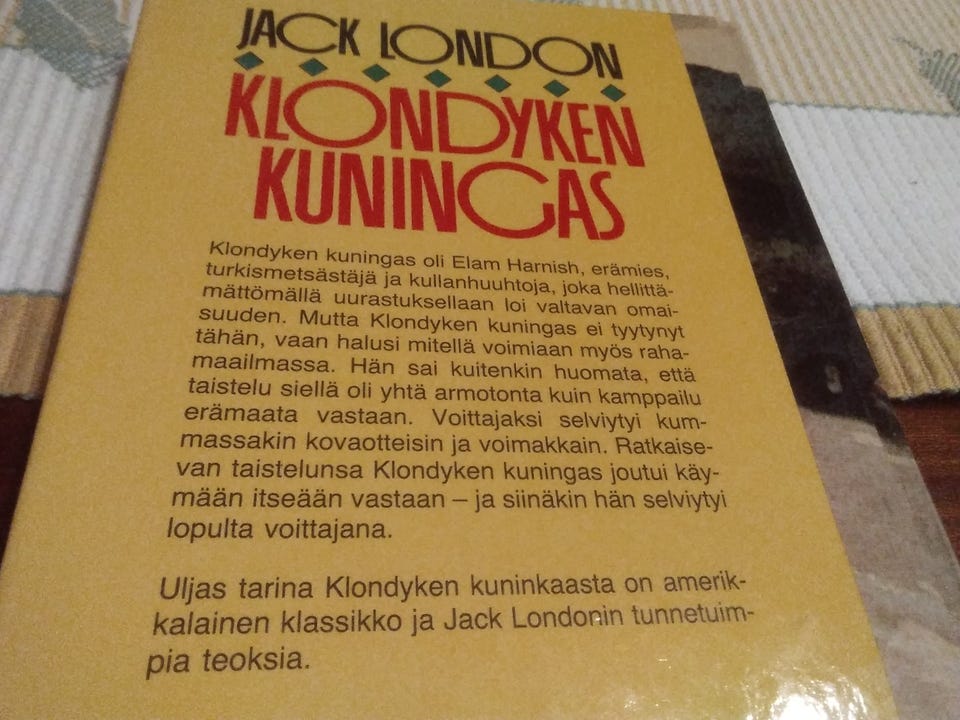 JACK LONDON
KLONDYKEN
KUNINGAS
Klondyken kuningas oli Elam Harnish, erämies,
turkismetsästäjä ja kullanhuuhtoja, joka hellittä-
mättömällä uurastuksellaan loi valtavan omai-
suuden. Mutta Klondyken kuningas ei tyytynyt
tähän, vaan halusi mitellä voimiaan myös raha-
maailmassa. Hän sai kuitenkin huomata, että
taistelu siellä oli yhtä armotonta kuin kamppailu
erämaata vastaan. Voittajaksi selviytyi kum-
massakin kovaotteisin ja voimakkain. Ratkaise-
van taistelunsa Klondyken kuningas joutui käy-
mään itseään vastaan – ja siinäkin hän selviytyi
lopulta voittajana.
Uljas tarina Klondyken kuninkaasta on amerik-
kalainen klassikko ja Jack Londonin tunnetuim-
pia teoksia.